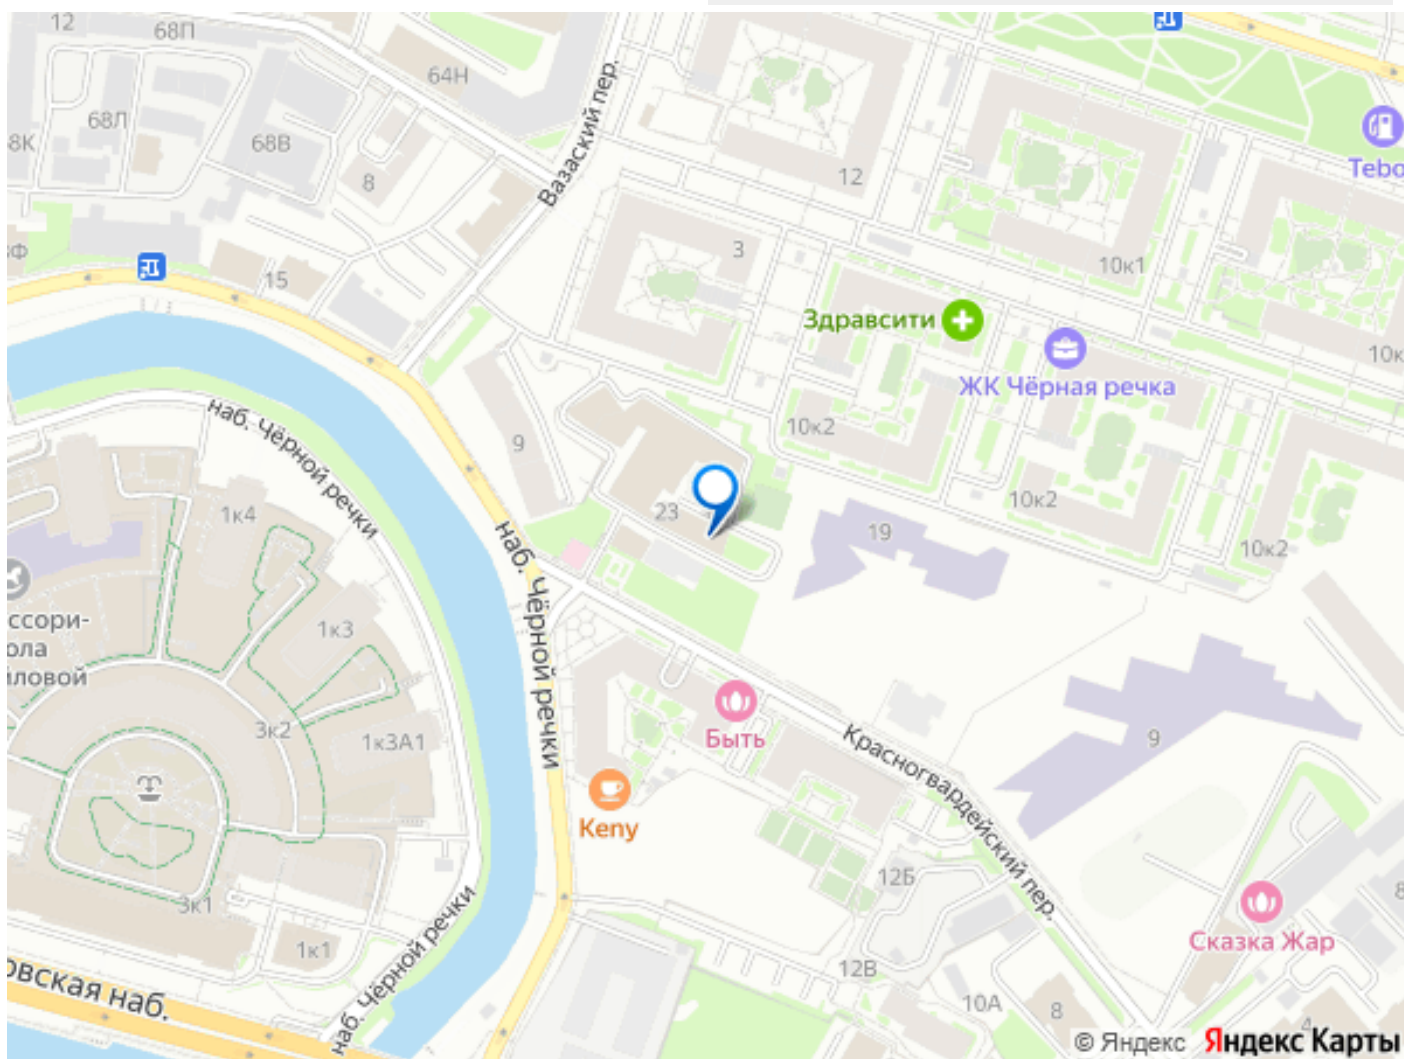 12
68П
64Н
68Л
68В
8К
8
Вазаский пер.
12
Tebo
3
10к1
Ф
15
Здравсити
10к
ЖК Чёрная речка
наб. Чёрной речки
9
10к2
10к2
1к4
23
19
10к2
наб. Чёрной речки
ссори-
ола
иловой
1к3
3к2
1к3А1
Быть
Красногвардейский пер.
9
Keny
12Б
8
3к1
Сказка Жар
1к1
наб. Чёрной речки
12В
10А
8
4
овская наб.
© Яндекс Яндекс Карты